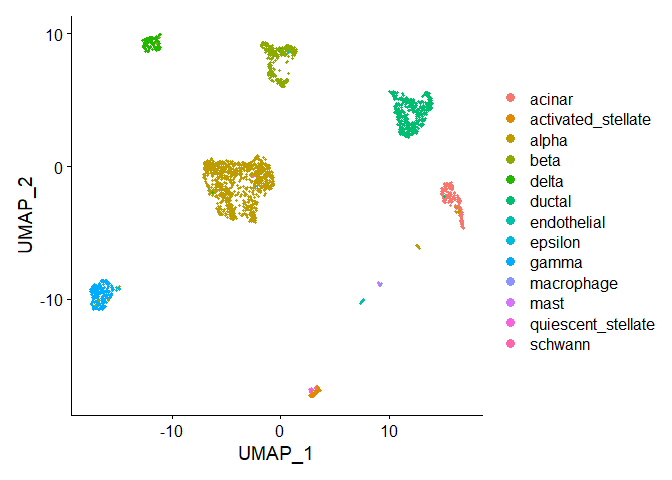 10
0
-10
UMAP_2
-10
0
10
UMAP_1
acinar
activated_stellate
alpha
beta
delta
ductal
endothelial
epsilon
gamma
macrophage
mast
quiescent_stellate
schwann